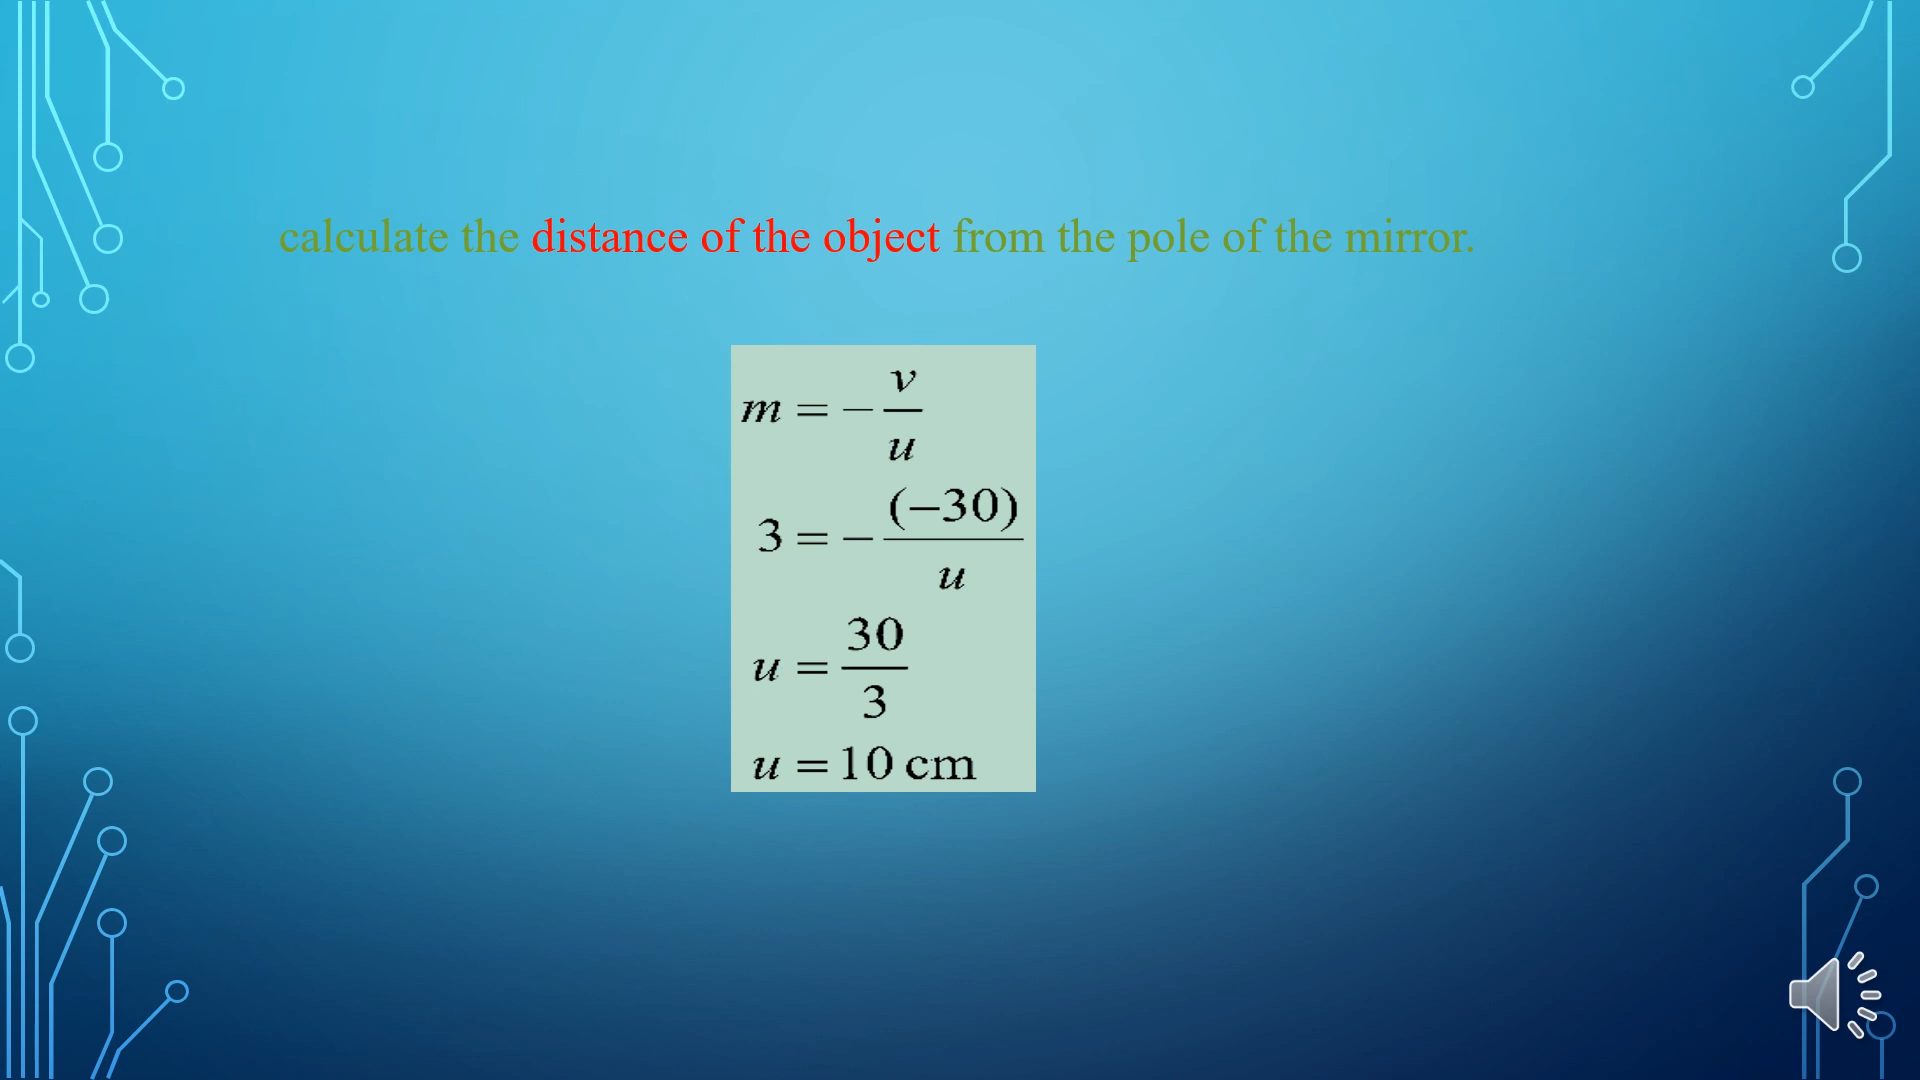 calculate the distance of the object from the pole of the mirror.
m = -v/u
3 = -(-30)/u
u = 30/3
u = 10 cm